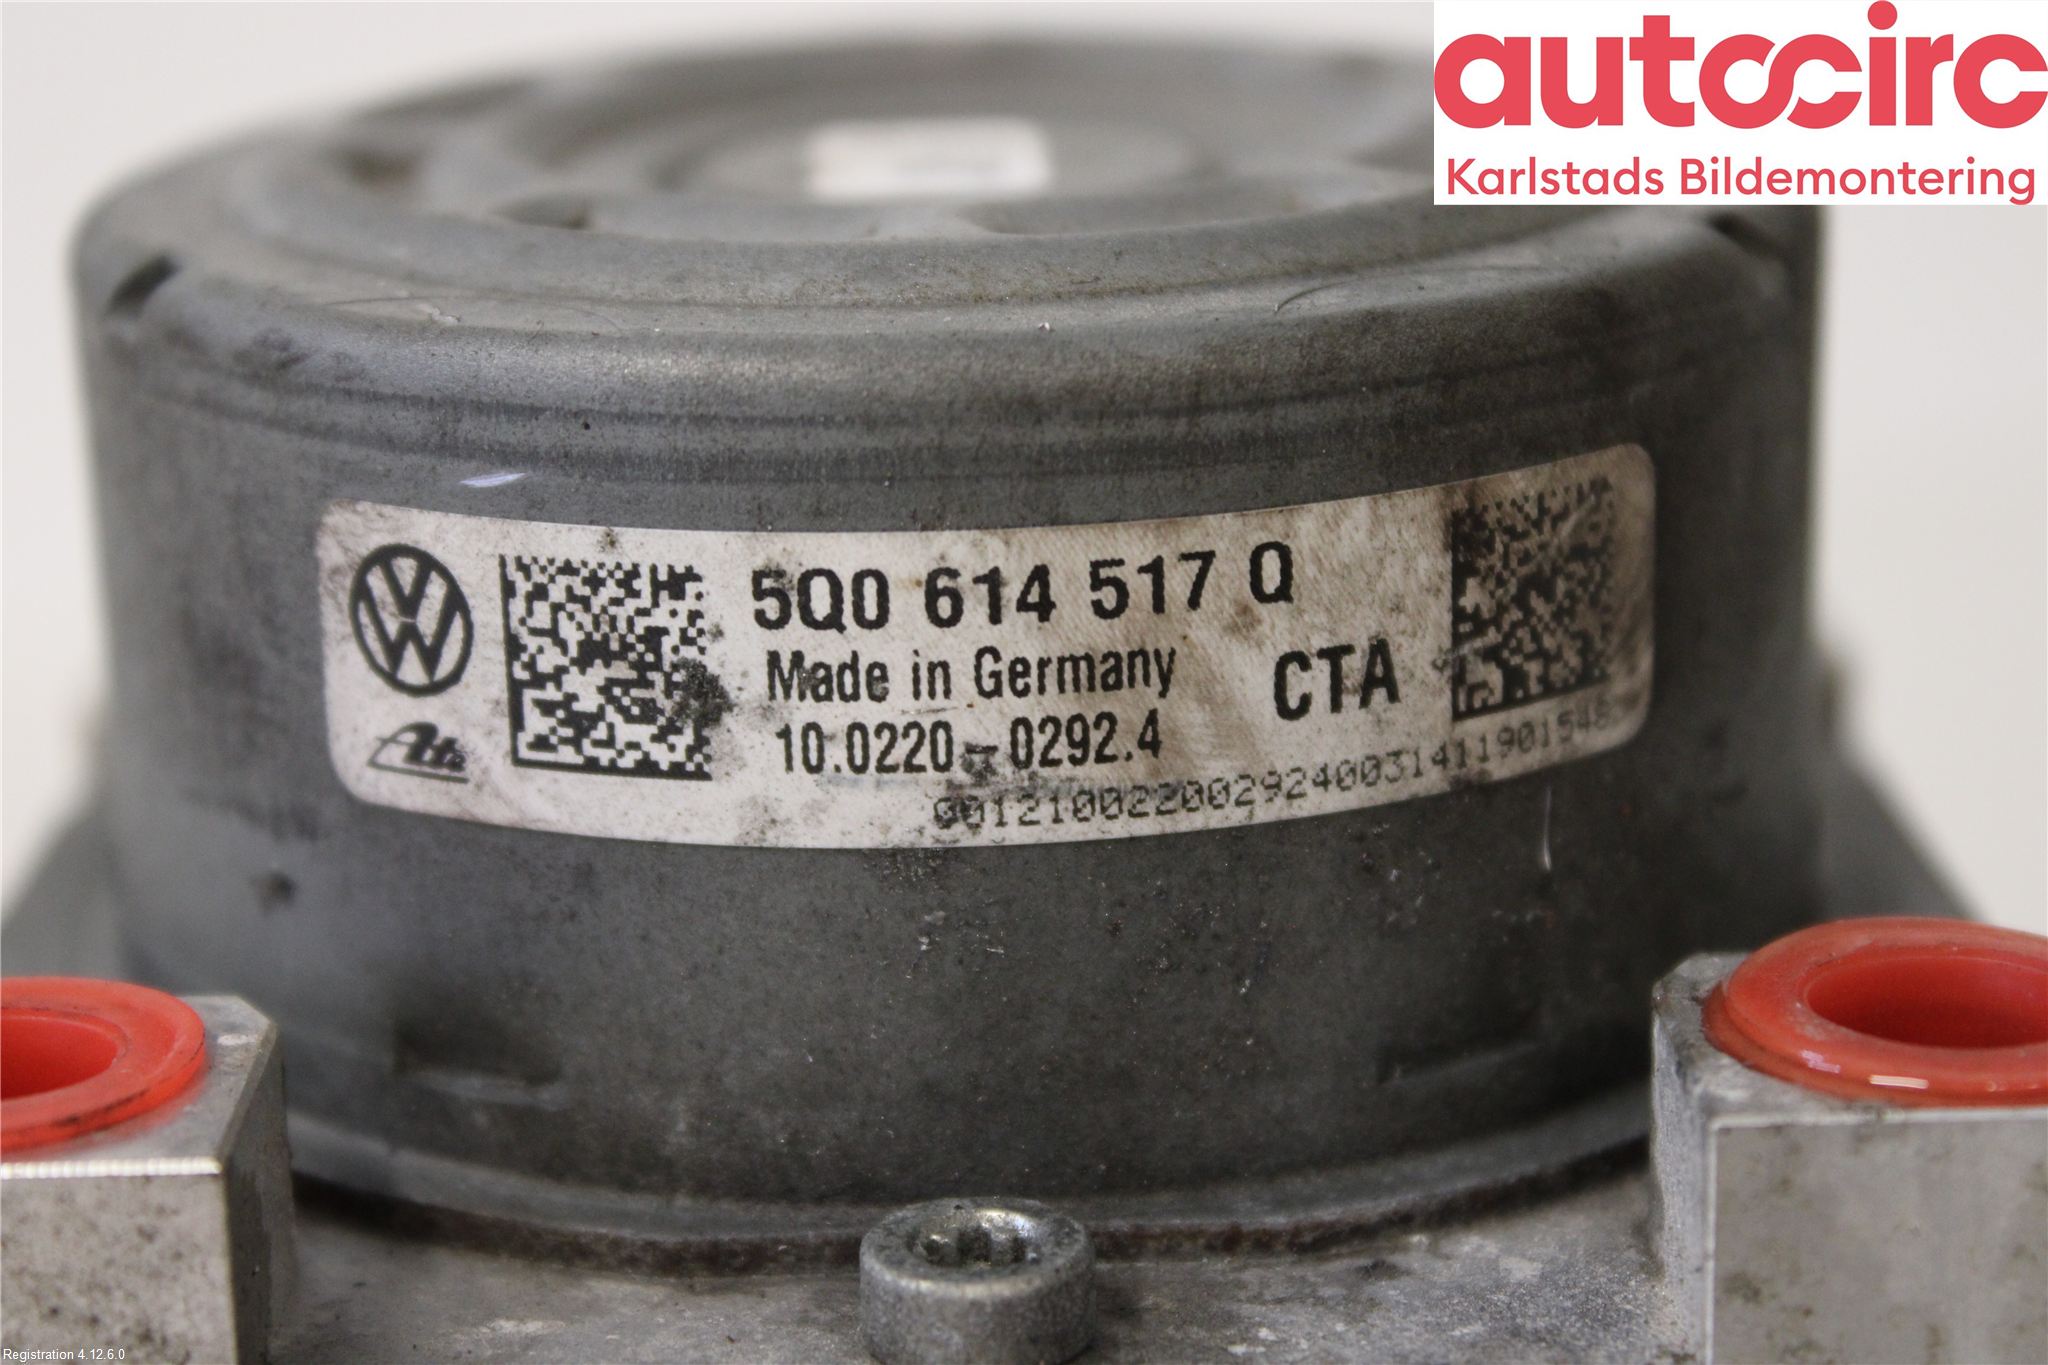 autocirc
Karlstads Bildemontering
5Q0 614 517 Q
Made in Germany
CTA
10.0220-0292.4
Ate
Registration 4.12.6.0